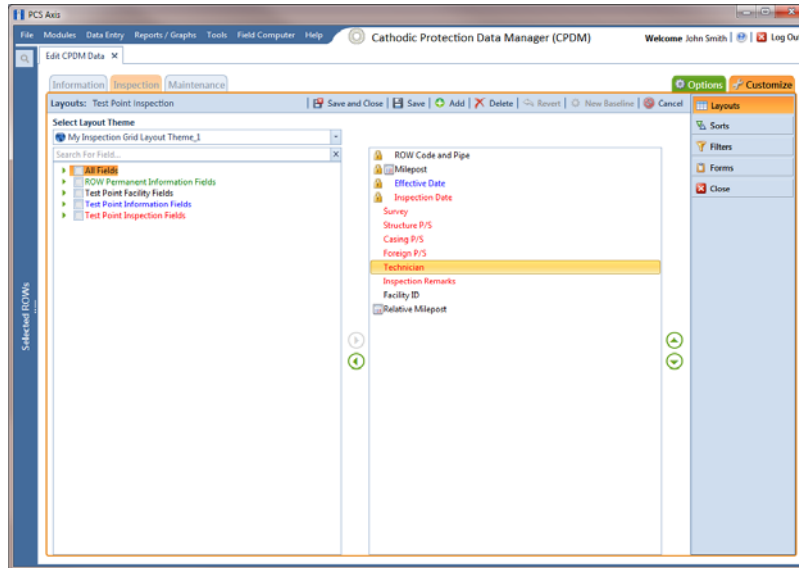 PCS Axis
File Modules Data Entry Reports / Graphs Tools Field Computer Help
Cathodic Protection Data Manager (CPDM)
Welcome John Smith | Log Out
Edit CPDM Data
Information Inspection Maintenance
Options Customize
Layouts: Test Point Inspection | Save and Close | Save | Add | Delete | Revert | New Baseline | Cancel
Layouts
Select Layout Theme
Sorts
My Inspection Grid Layout Theme_1
Filters
Search For Field... X
ROW Code and Pipe
All Fields
Milepost
Forms
ROW Permanent Information Fields
Effective Date
Test Point Facility Fields
Inspection Date
Close
Test Point Information Fields
Survey
Test Point Inspection Fields
Structure P/S
Casing P/S
Foreign P/S
Technician
Inspection Remarks
Facility ID
Relative Milepost
Selected ROWs